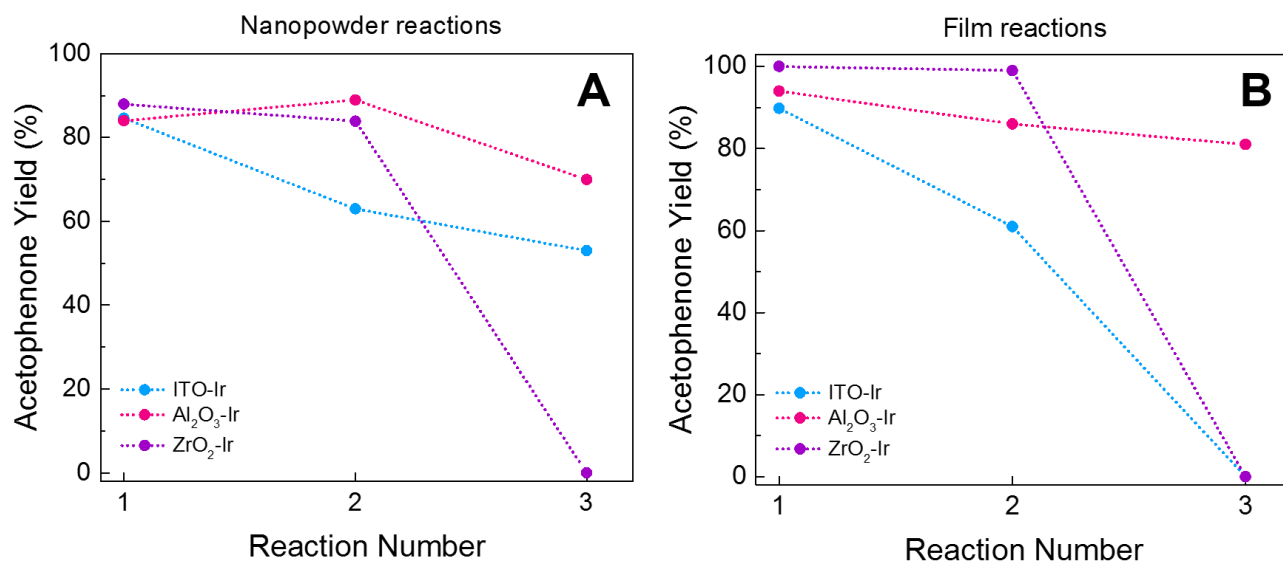 Nanopowder reactions
A
Acetophenone Yield (%)
100
80
60
40
20
0
ITO-Ir
Al₂O₃-Ir
ZrO₂-Ir
1 2 3
Reaction Number
Film reactions
B
Acetophenone Yield (%)
100
80
60
40
20
0
ITO-Ir
Al₂O₃-Ir
ZrO₂-Ir
1 2 3
Reaction Number